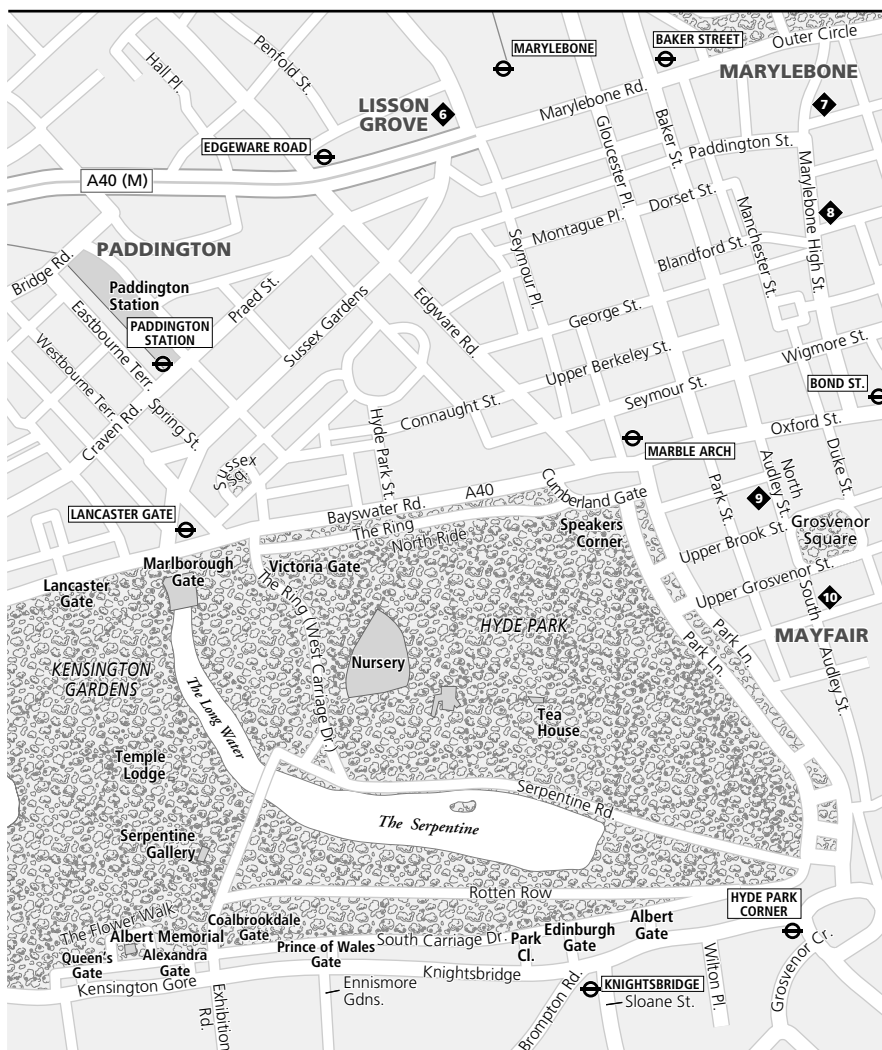 Hall Pl.
Penfold St.
MARYLEBONE
BAKER STREET
Outer Circle
MARYLEBONE
LISSON
GROVE
6
Marylebone Rd.
7
EDGEWARE ROAD
Gloucester Pl.
Baker St.
Paddington St.
A40 (M)
Marylebone High St.
Dorset St.
8
Montague Pl.
Manchester St.
Seymour Pl.
Blandford St.
Bridge Rd.
PADDINGTON
Paddington
Station
Praed St.
Sussex Gardens
Edgware Rd.
George St.
PADDINGTON
STATION
Eastbourne Terr.
Westbourne Terr.
Upper Berkeley St.
Wigmore St.
Seymour St.
BOND ST.
Craven Rd.
Spring St.
Hyde Park St.
Connaught St.
Oxford St.
MARBLE ARCH
Sussex
Sq.
Cumberland Gate
A40
Bayswater Rd.
Park St.
9
North
Audley St.
Duke St.
LANCASTER GATE
The Ring
North Ride
Speakers
Corner
Grosvenor
Square
Upper Brook St.
Marlborough
Gate
Victoria Gate
Lancaster
Gate
The Ring (West Carriage Dr.)
Upper Grosvenor St.
10
HYDE PARK
MAYFAIR
South Audley St.
Park Ln.
Park Ln.
KENSINGTON
GARDENS
Nursery
The Long Water
Tea
House
Temple
Lodge
Serpentine Rd.
The Serpentine
Serpentine
Gallery
Rotten Row
HYDE PARK
CORNER
The Flower Walk
Coalbrookdale
Gate
Albert
Gate
Edinburgh
Gate
Albert Memorial
South Carriage Dr.
Park
Cl.
Prince of Wales
Gate
Queen's
Gate
Alexandra
Gate
Knightsbridge
Kensington Gore
Ennismore
Gdns.
Exhibition
Rd.
Brompton Rd.
KNIGHTSBRIDGE
Sloane St.
Wilton Pl.
Grosvenor Cr.